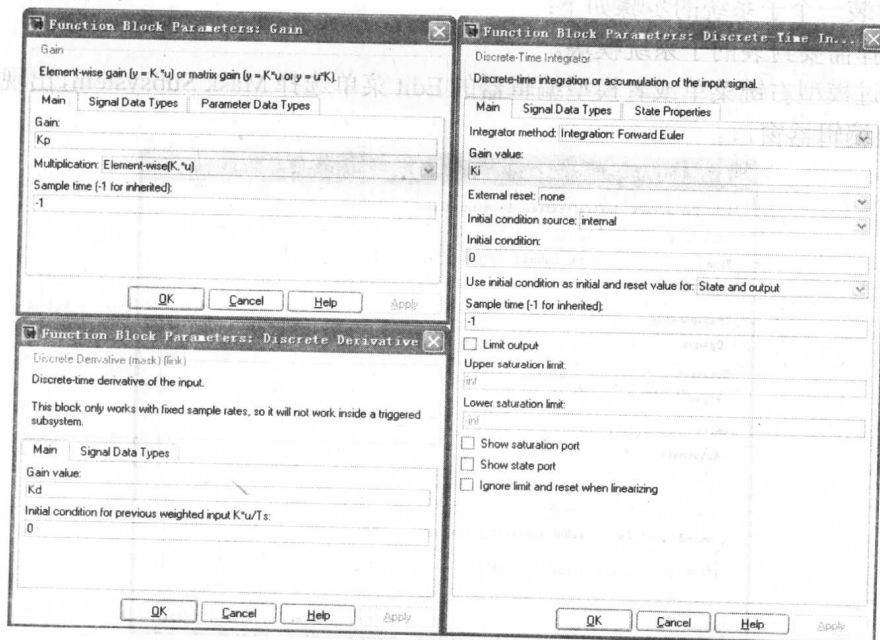 Function Block Parameters: Gain
Gain
Element-wise gain (y = K.*u) or matrix gain (y = K*u or y = u*K).
Main Signal Data Types Parameter Data Types
Gain:
Kp
Multiplication: Element-wise(K.*u)
Sample time (-1 for inherited):
-1
OK Cancel Help Apply
Function Block Parameters: Discrete Derivative
Discrete Derivative (mask) (link)
Discrete-time derivative of the input.
This block only works with fixed sample rates, so it will not work inside a triggered
subsystem.
Main Signal Data Types
Gain value:
Kd
Initial condition for previous weighted input K*u/Ts:
0
OK Cancel Help Apply
Function Block Parameters: Discrete-Time In...
Discrete-Time Integrator
Discrete-time integration or accumulation of the input signal.
Main Signal Data Types State Properties
Integrator method: Integration: Forward Euler
Gain value:
Ki
External reset: none
Initial condition source: internal
Initial condition:
0
Use initial condition as initial and reset value for: State and output
Sample time (-1 for inherited):
-1
Limit output
Upper saturation limit:
inf
Lower saturation limit:
-inf
Show saturation port
Show state port
Ignore limit and reset when linearizing
OK Cancel Help Apply